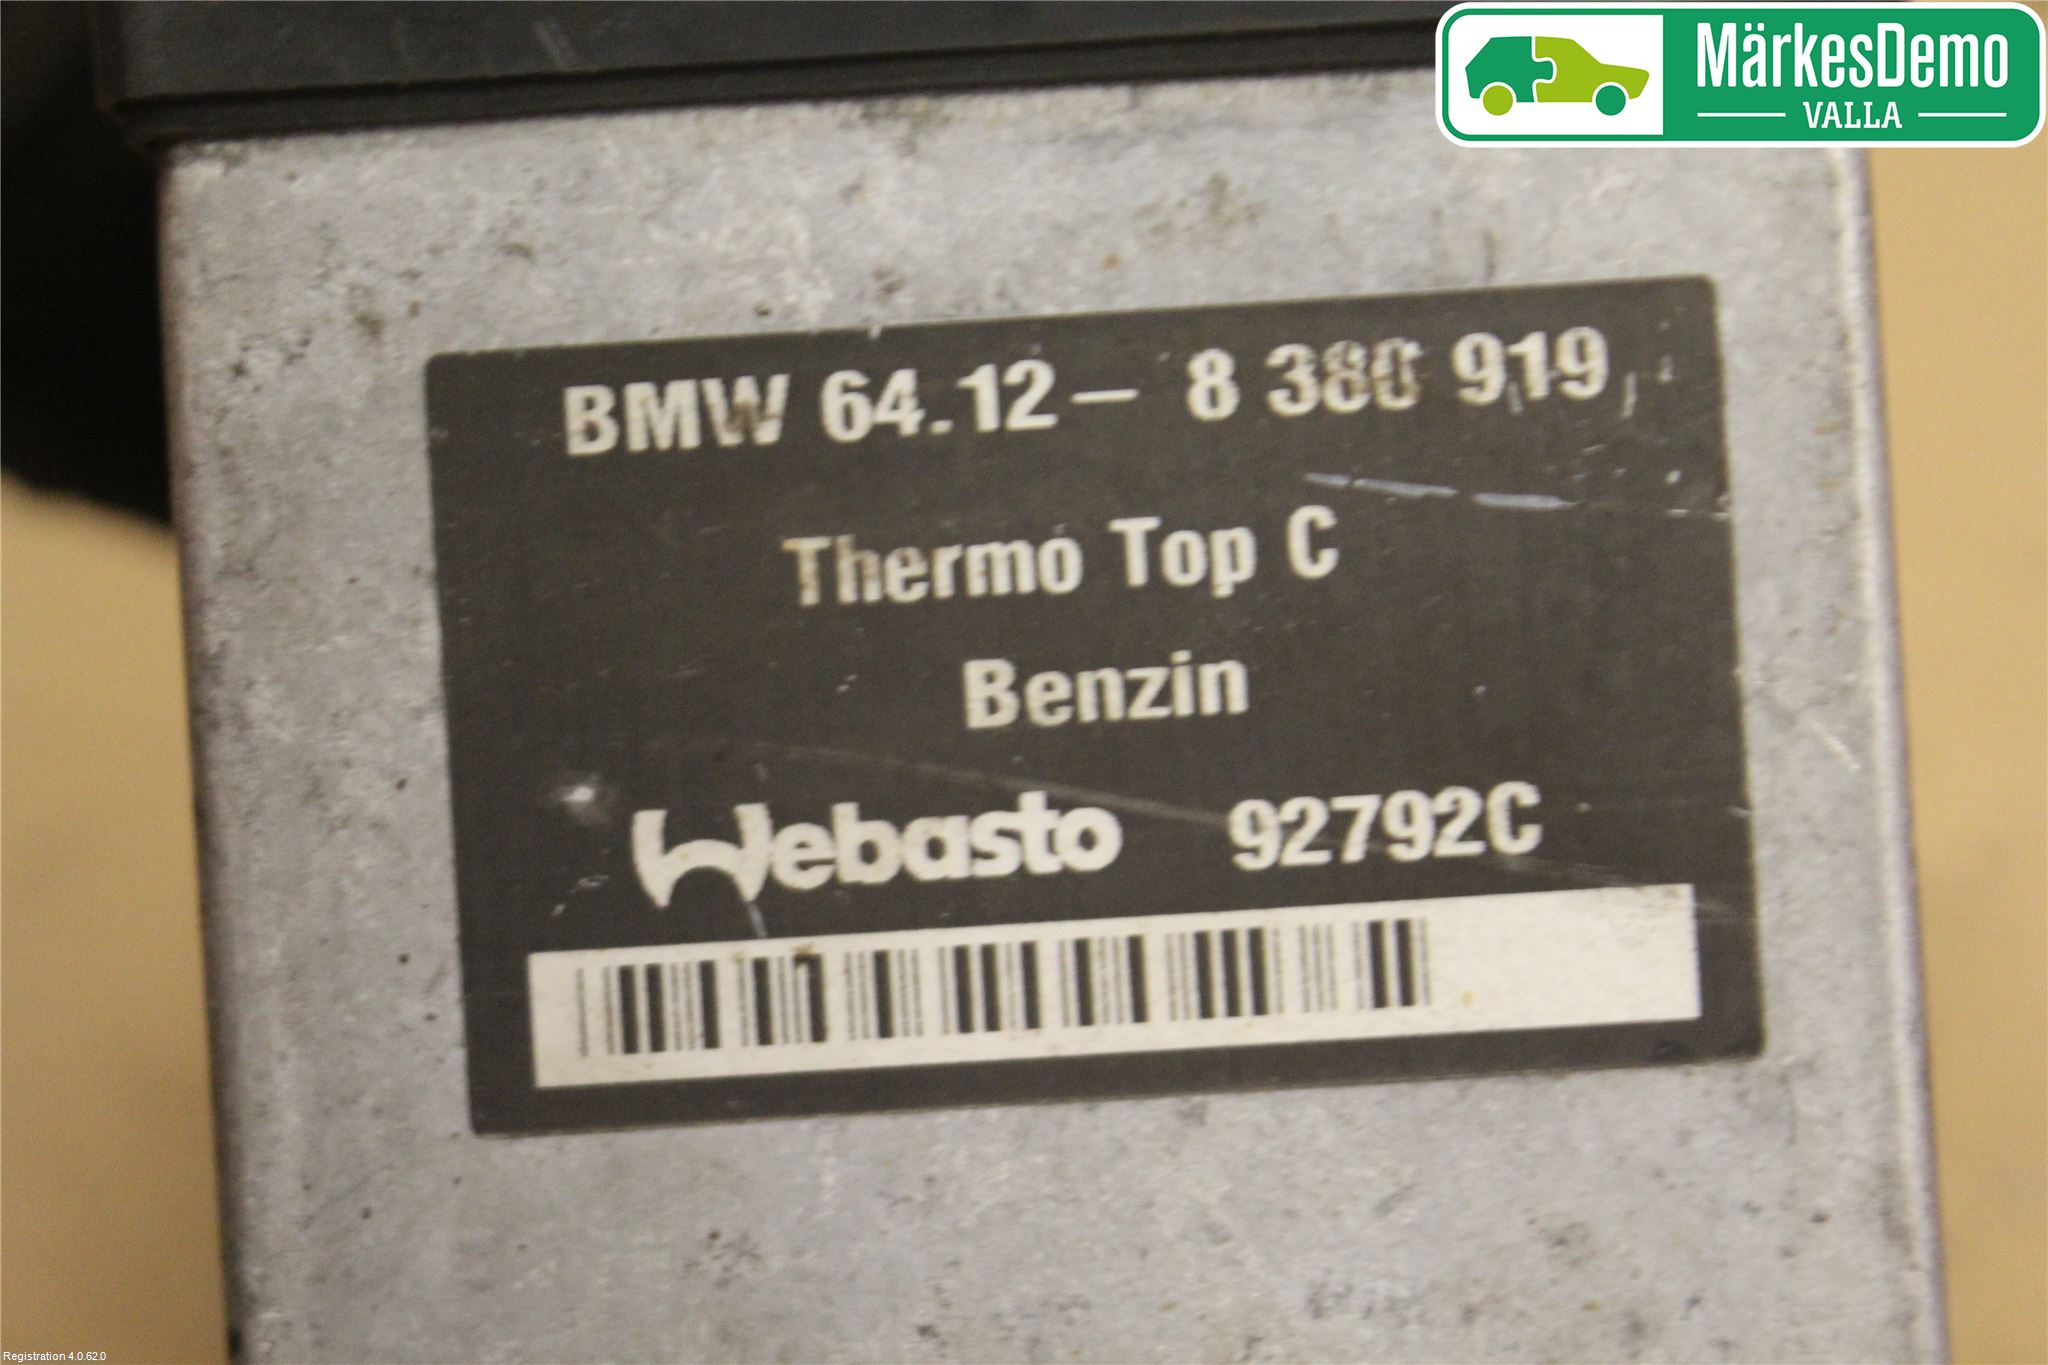 MärkesDemo
VALLA
BMW 64.12 – 8 380 919
Thermo Top C
Benzin
Webasto 92792C
Registration 4.0.62.0